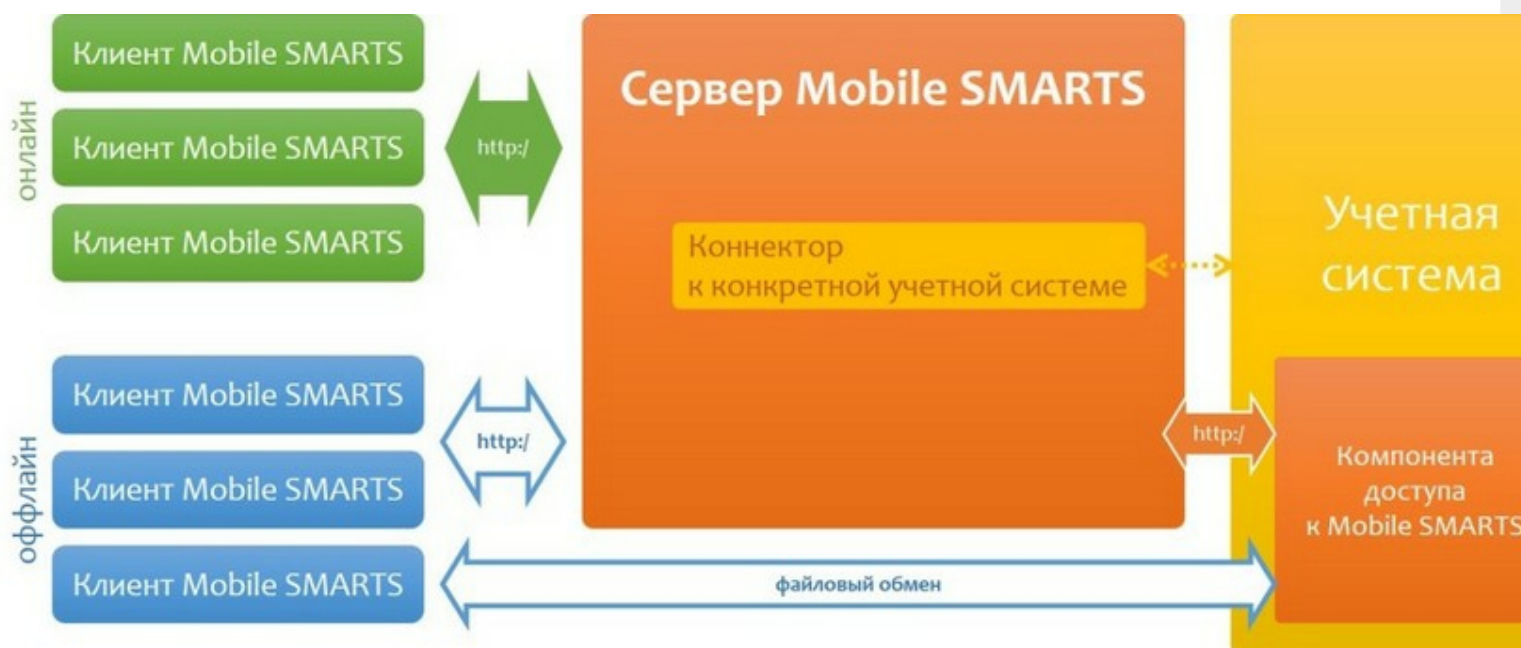 онлайн
Клиент Mobile SMARTS
Клиент Mobile SMARTS
Клиент Mobile SMARTS
http:/
Сервер Mobile SMARTS
Коннектор
к конкретной учетной системе
Учетная
система
оффлайн
Клиент Mobile SMARTS
Клиент Mobile SMARTS
Клиент Mobile SMARTS
http:/
http:/
Компонента
доступа
к Mobile SMARTS
файловый обмен